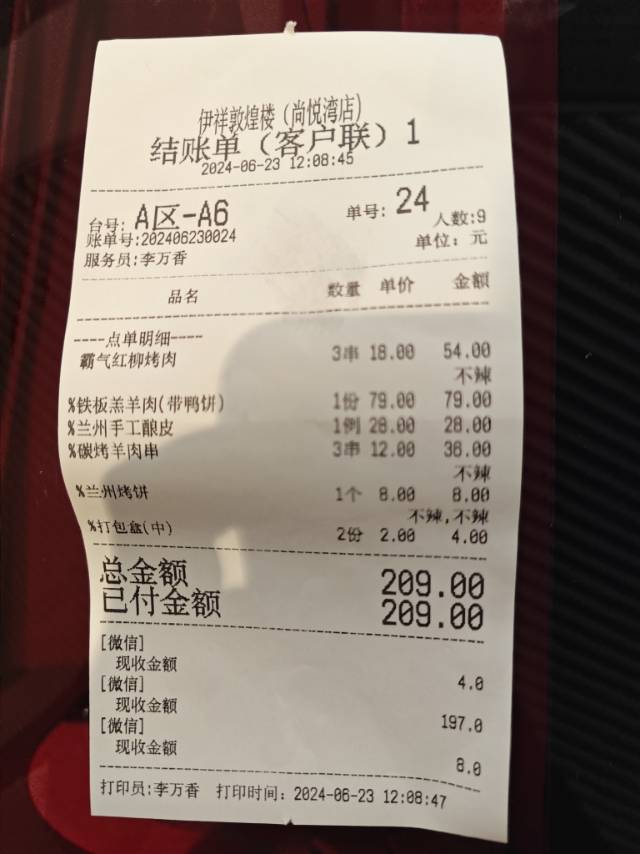 伊祥敦煌楼（尚悦湾店）
结账单（客户联）1
2024-06-23 12:08:45
台号: A区-A6 单号: 24 人数:9
账单号:202406230024 单位: 元
服务员:李万香
品名 数量 单价 金额
----点单明细----
霸气红柳烤肉 3串 18.00 54.00
不辣
%铁板羔羊肉(带鸭饼) 1份 79.00 79.00
%兰州手工酿皮 1例 28.00 28.00
%碳烤羊肉串 3串 12.00 36.00
不辣
%兰州烤饼 1个 8.00 8.00
不辣,不辣
%打包盒(中) 2份 2.00 4.00
总金额 209.00
已付金额 209.00
[微信]
现收金额 4.0
[微信]
现收金额 197.0
[微信]
现收金额 8.0
打印员:李万香 打印时间: 2024-06-23 12:08:47